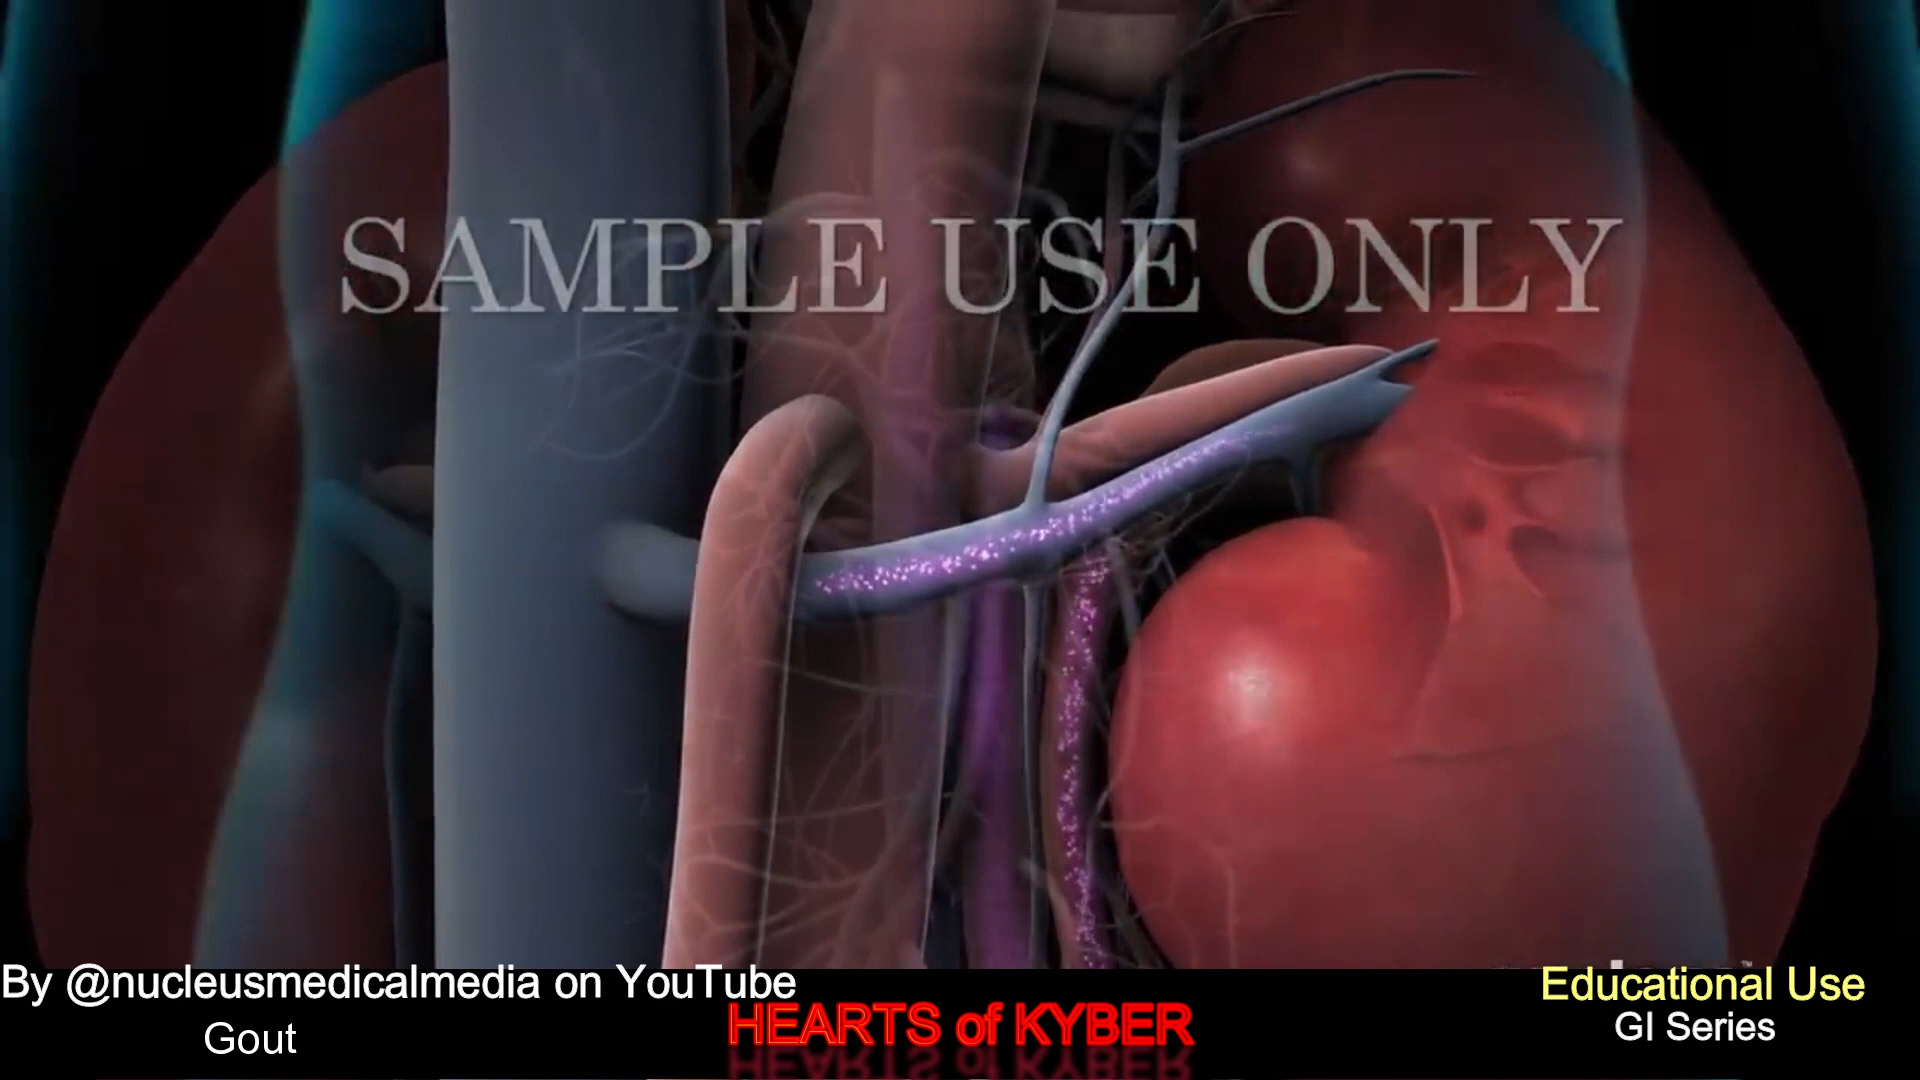 SAMPLE USE ONLY
By @nucleusmedicalmedia on YouTube
Gout
HEARTS of KYBER
Educational Use
GI Series